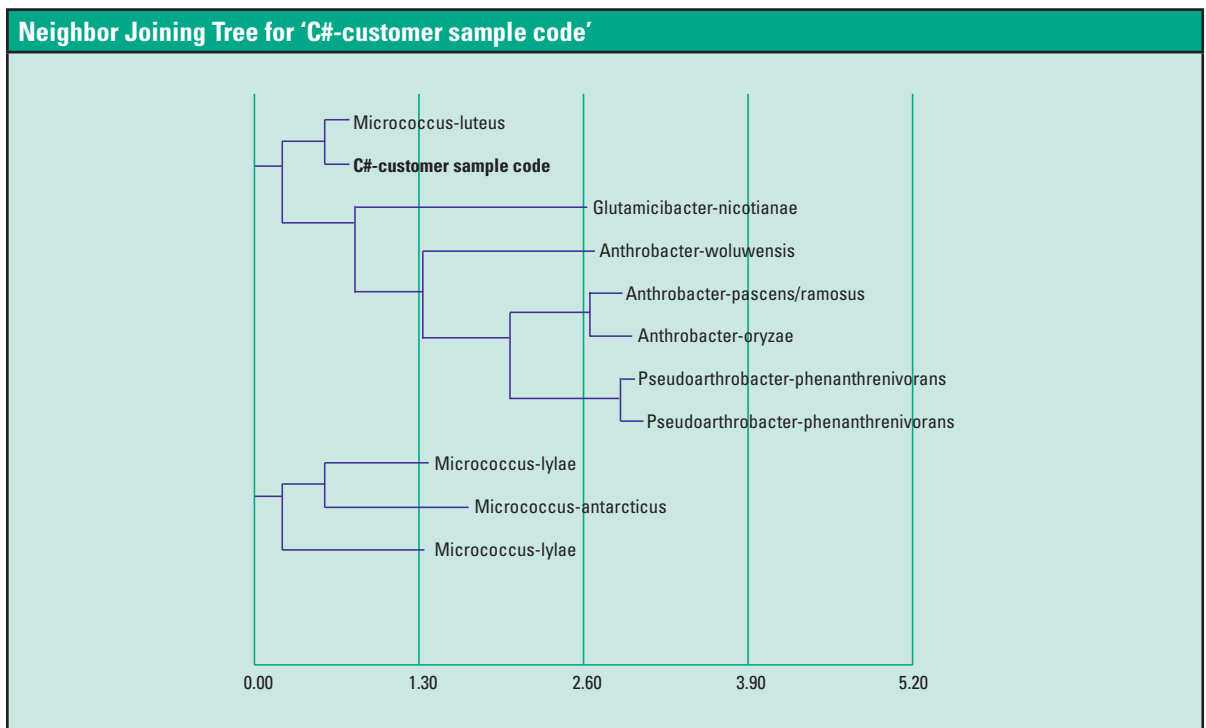 Neighbor Joining Tree for ‘C#-customer sample code’
Micrococcus-luteus
C#-customer sample code
Glutamicibacter-nicotianae
Anthrobacter-woluwensis
Anthrobacter-pascens/ramosus
Anthrobacter-oryzae
Pseudoarthrobacter-phenanthrenivorans
Pseudoarthrobacter-phenanthrenivorans
Micrococcus-lylae
Micrococcus-antarcticus
Micrococcus-lylae
0.00 1.30 2.60 3.90 5.20